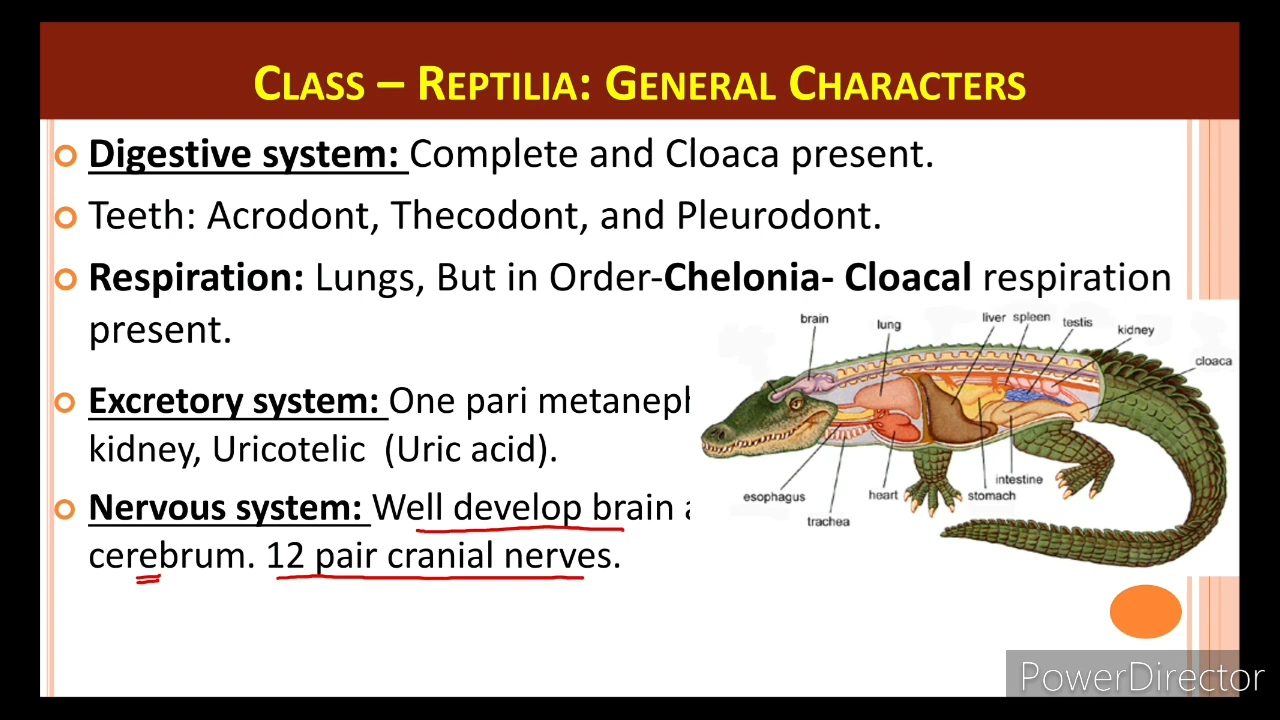 CLASS – REPTILIA: GENERAL CHARACTERS
Digestive system: Complete and Cloaca present.
Teeth: Acrodont, Thecodont, and Pleurodont.
Respiration: Lungs, But in Order-Chelonia- Cloacal respiration
present.
Excretory system: One pari
kidney, Uricotelic (Uric acid).
Nervous system: Well develop brain
cerebrum. 12 pair cranial nerves.
brain
lung
liver
spleen
testis
kidney
cloaca
esophagus
trachea
heart
stomach
intestine
PowerDirector